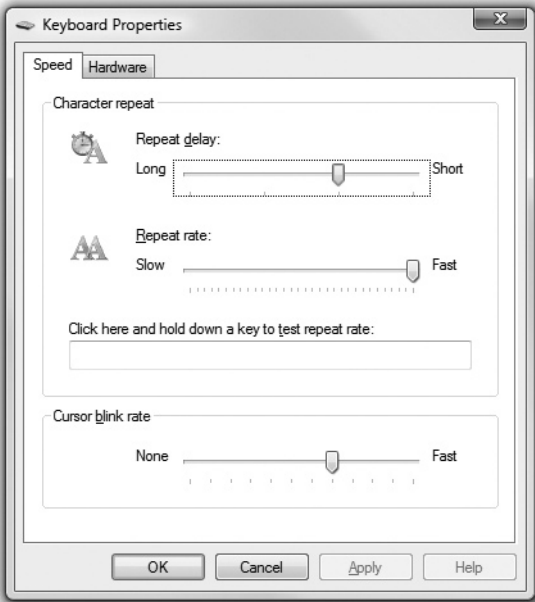 Keyboard Properties
Speed Hardware
Character repeat
Repeat delay:
Long Short
Repeat rate:
Slow Fast
Click here and hold down a key to test repeat rate:
Cursor blink rate
None Fast
OK Cancel Apply Help